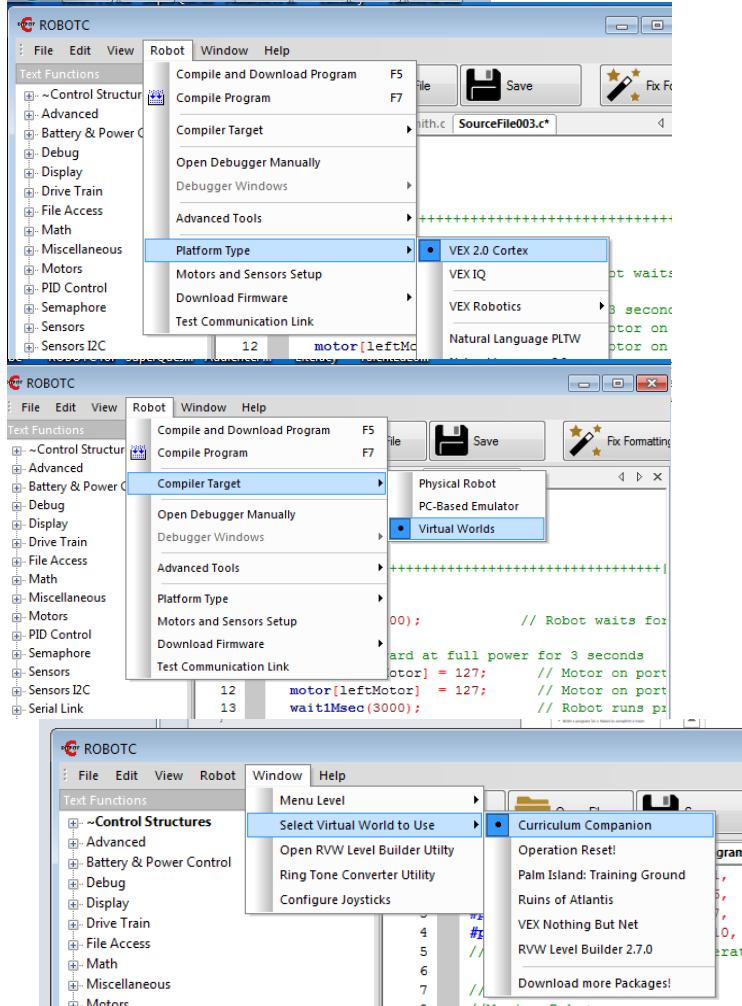 ROBOTC
File Edit View Robot Window Help
Text Functions
~Control Structur
Advanced
Battery & Power C
Debug
Display
Drive Train
File Access
Math
Miscellaneous
Motors
PID Control
Semaphore
Sensors
Sensors I2C
Compile and Download Program F5
Compile Program F7
Compiler Target
Open Debugger Manually
Debugger Windows
Advanced Tools
Platform Type
Motors and Sensors Setup
Download Firmware
Test Communication Link
VEX 2.0 Cortex
VEX IQ
VEX Robotics
Natural Language PLTW
File Save Fix Fo
ith.c SourceFile003.c*
++++++++++++++++++++++++++++++++
ot waits
3 second
otor on
12 motor[leftMo otor on
ROBOTC
File Edit View Robot Window Help
Text Functions
~Control Structur
Advanced
Battery & Power C
Debug
Display
Drive Train
File Access
Math
Miscellaneous
Motors
PID Control
Semaphore
Sensors
Sensors I2C
Serial Link
Compile and Download Program F5
Compile Program F7
Compiler Target
Open Debugger Manually
Debugger Windows
Advanced Tools
Platform Type
Motors and Sensors Setup
Download Firmware
Test Communication Link
Physical Robot
PC-Based Emulator
Virtual Worlds
File Save Fix Formatting
++++++++++++++++++++++++++++++++++|
00); // Robot waits for
ard at full power for 3 seconds
otor] = 127; // Motor on port
12 motor[leftMotor] = 127; // Motor on port
13 wait1Msec(3000); // Robot runs pr
ROBOTC
File Edit View Robot Window Help
Text Functions
~Control Structures
Advanced
Battery & Power Control
Debug
Display
Drive Train
File Access
Math
Miscellaneous
Motors
Menu Level
Select Virtual World to Use
Open RVW Level Builder Utilty
Ring Tone Converter Utility
Configure Joysticks
Curriculum Companion
Operation Reset!
Palm Island: Training Ground
Ruins of Atlantis
VEX Nothing But Net
RVW Level Builder 2.7.0
Download more Packages!
gram
4 #p 10,
5 // erat
6
7 //